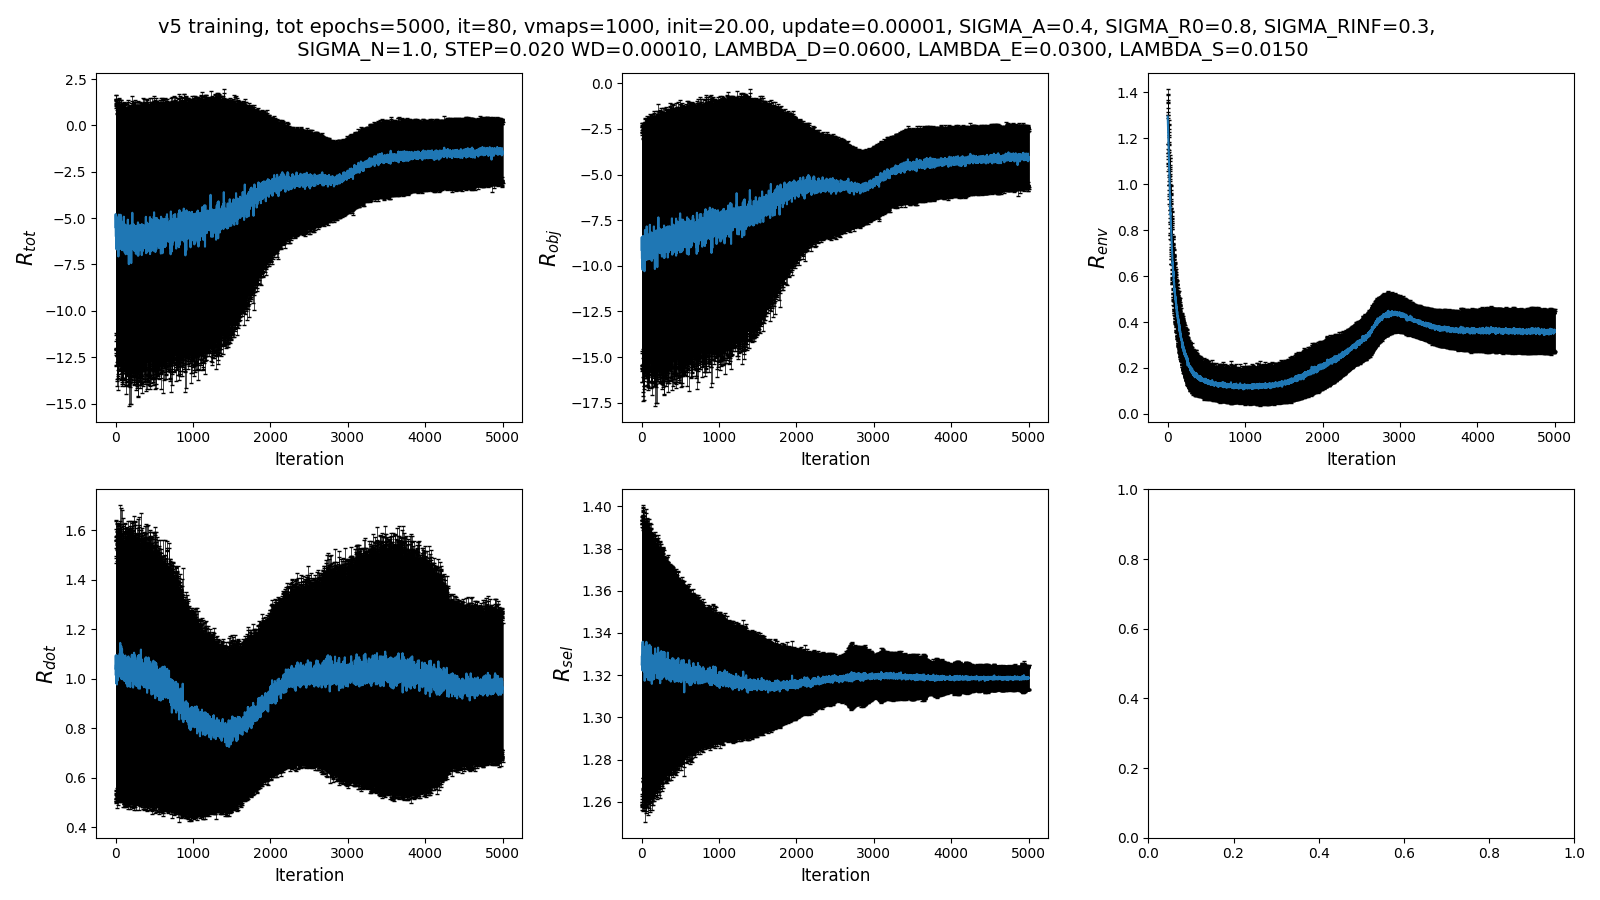 v5 training, tot epochs=5000, it=80, vmaps=1000, init=20.00, update=0.00001, SIGMA_A=0.4, SIGMA_R0=0.8, SIGMA_RINF=0.3,
SIGMA_N=1.0, STEP=0.020 WD=0.00010, LAMBDA_D=0.0600, LAMBDA_E=0.0300, LAMBDA_S=0.0150
R_tot
2.5
0.0
−2.5
−5.0
−7.5
−10.0
−12.5
−15.0
0 1000 2000 3000 4000 5000
Iteration
R_obj
0.0
−2.5
−5.0
−7.5
−10.0
−12.5
−15.0
−17.5
0 1000 2000 3000 4000 5000
Iteration
R_env
1.4
1.2
1.0
0.8
0.6
0.4
0.2
0.0
0 1000 2000 3000 4000 5000
Iteration
R_dot
1.6
1.4
1.2
1.0
0.8
0.6
0.4
0 1000 2000 3000 4000 5000
Iteration
R_sel
1.40
1.38
1.36
1.34
1.32
1.30
1.28
1.26
0 1000 2000 3000 4000 5000
Iteration
1.0
0.8
0.6
0.4
0.2
0.0
0.0 0.2 0.4 0.6 0.8 1.0